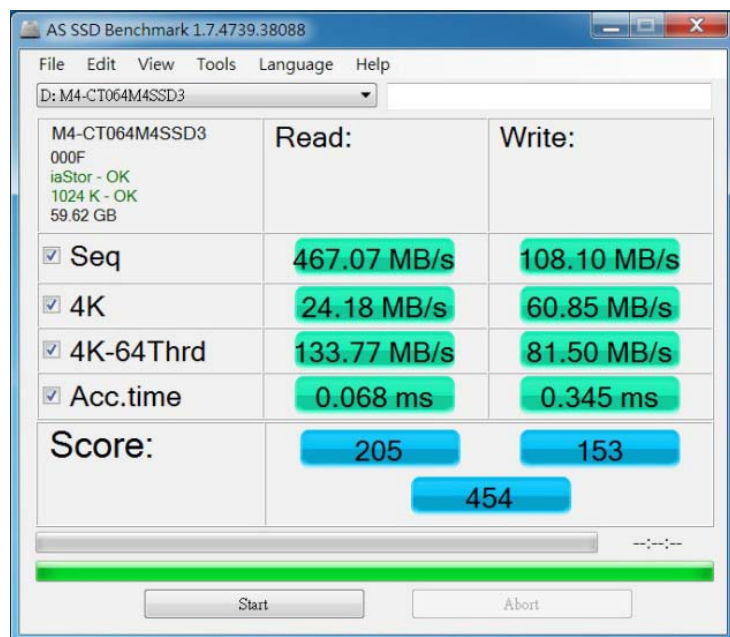 AS SSD Benchmark 1.7.4739.38088
File Edit View Tools Language Help
D: M4-CT064M4SSD3
M4-CT064M4SSD3
000F
iaStor - OK
1024 K - OK
59.62 GB
Read:
Write:
Seq 467.07 MB/s 108.10 MB/s
4K 24.18 MB/s 60.85 MB/s
4K-64Thrd 133.77 MB/s 81.50 MB/s
Acc.time 0.068 ms 0.345 ms
Score: 205 153
454
--:--:--
Start Abort